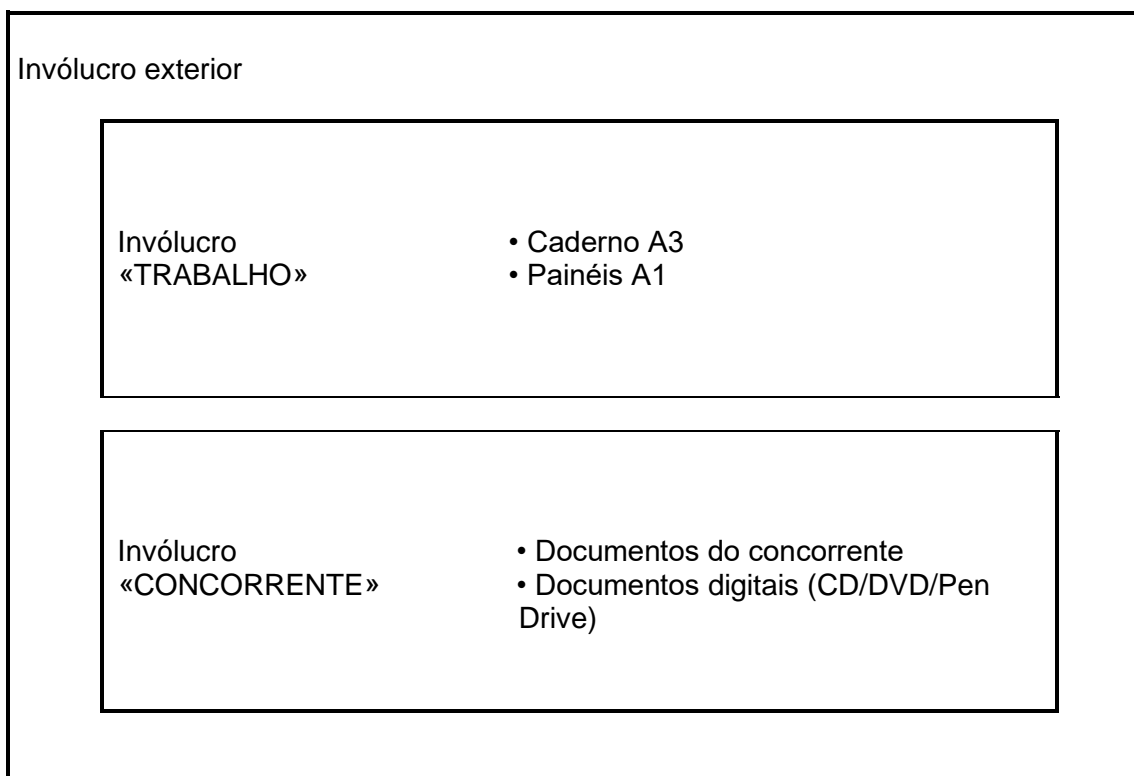 Invólucro exterior
Invólucro
«TRABALHO»
• Caderno A3
• Painéis A1
Invólucro
«CONCORRENTE»
• Documentos do concorrente
• Documentos digitais (CD/DVD/Pen
Drive)